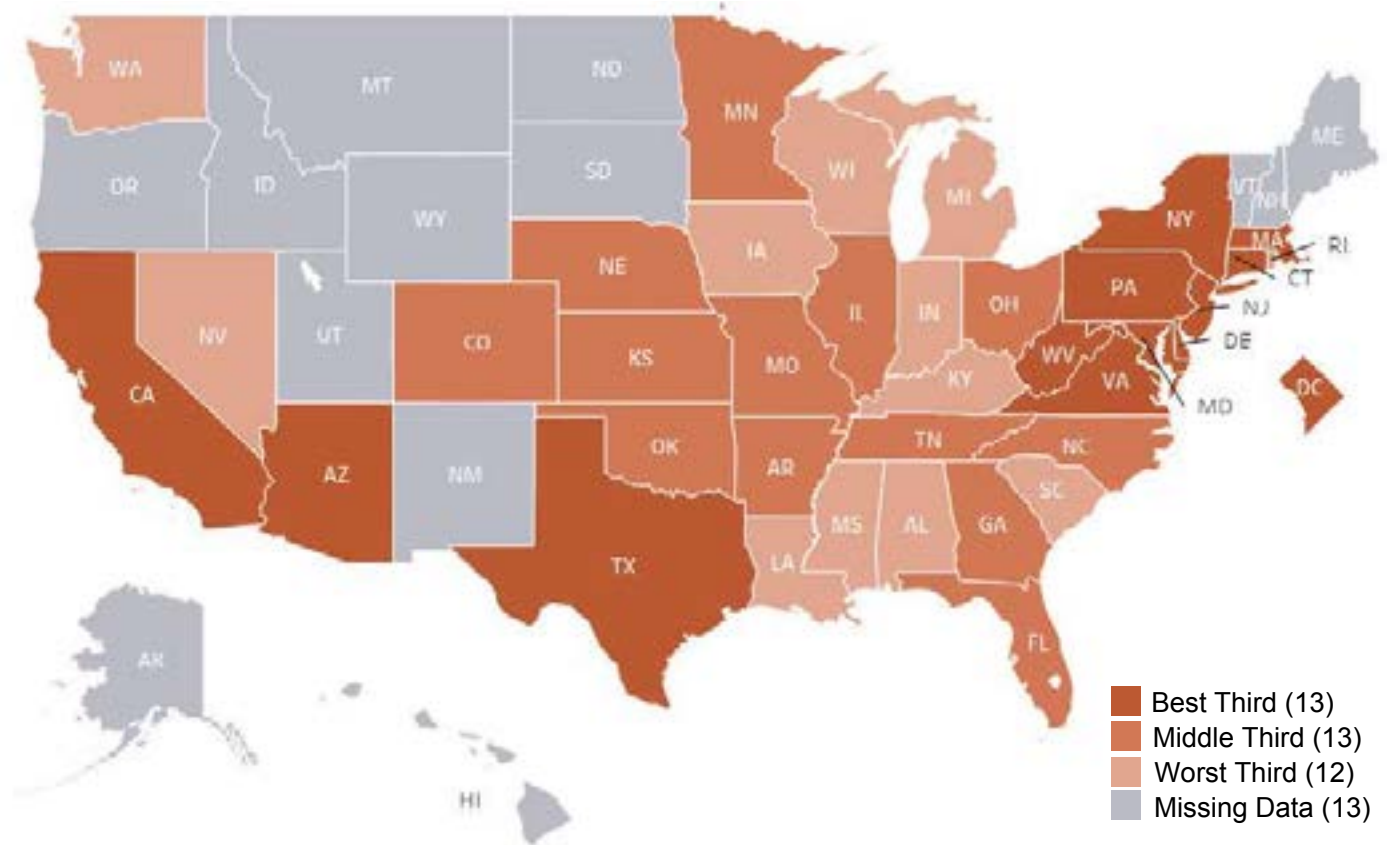 WA
MT
ND
MN
OR
ID
SD
WI
MI
ME
VT
NH
WY
NY
MA
RI
CT
NE
IA
PA
NJ
DE
NV
UT
CO
KS
MO
IL
IN
OH
WV
VA
KY
MD
DC
CA
AZ
NM
OK
AR
TN
NC
TX
LA
MS
AL
GA
SC
FL
AK
HI
Best Third (13)
Middle Third (13)
Worst Third (12)
Missing Data (13)